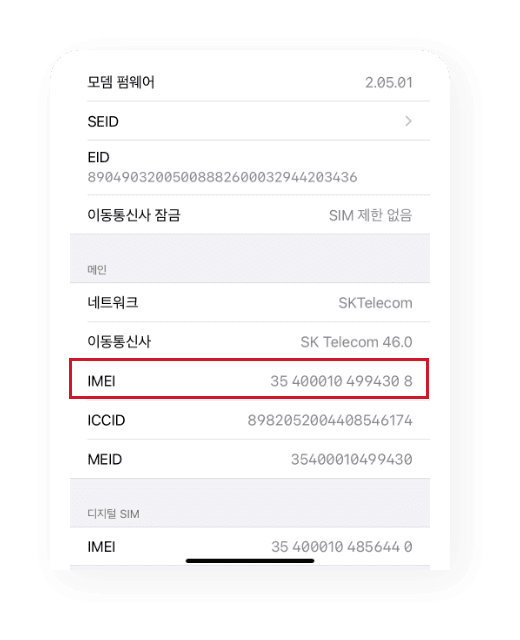 모뎀 펌웨어 2.05.01
SEID
EID
89049032005008882600032944203436
이동통신사 잠금 SIM 제한 없음
메인
네트워크 SKTelecom
이동통신사 SK Telecom 46.0
IMEI 35 400010 499430 8
ICCID 8982052004408546174
MEID 35400010499430
디지털 SIM
IMEI 35 400010 485644 0